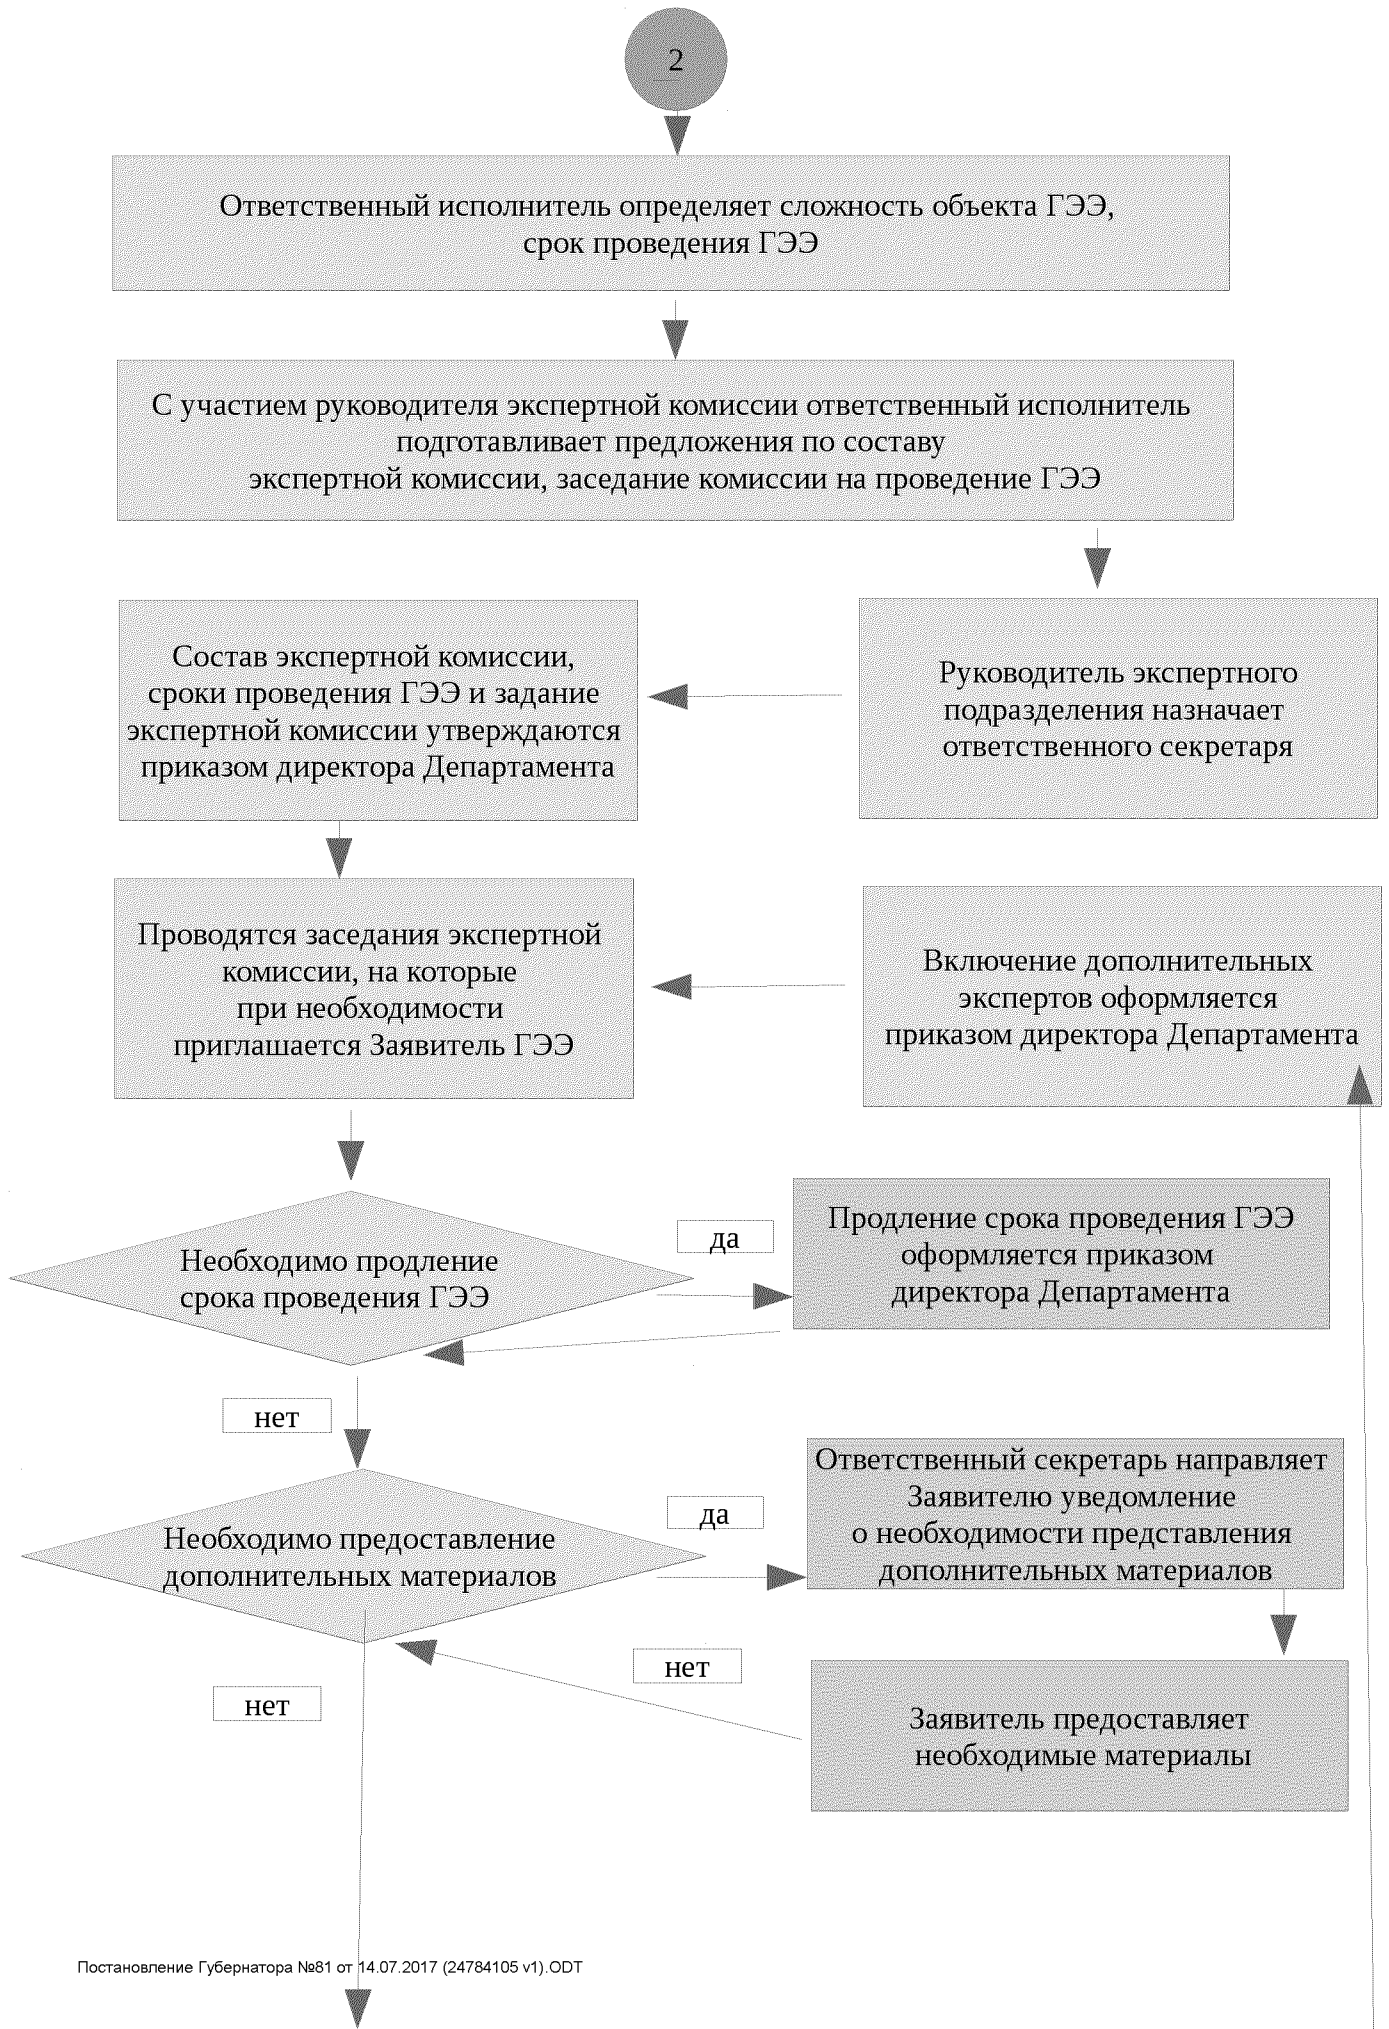 2
Ответственный исполнитель определяет сложность объекта ГЭЭ,
срок проведения ГЭЭ
С участием руководителя экспертной комиссии ответственный исполнитель
подготавливает предложения по составу
экспертной комиссии, заседание комиссии на проведение ГЭЭ
Состав экспертной комиссии,
сроки проведения ГЭЭ и задание
экспертной комиссии утверждаются
приказом директора Департамента
Руководитель экспертного
подразделения назначает
ответственного секретаря
Проводятся заседания экспертной
комиссии, на которые
при необходимости
приглашается Заявитель ГЭЭ
Включение дополнительных
экспертов оформляется
приказом директора Департамента
Необходимо продление
срока проведения ГЭЭ
да
Продление срока проведения ГЭЭ
оформляется приказом
директора Департамента
нет
Необходимо предоставление
дополнительных материалов
да
Ответственный секретарь направляет
Заявителю уведомление
о необходимости представления
дополнительных материалов
нет
нет
Заявитель предоставляет
необходимые материалы
Постановление Губернатора №81 от 14.07.2017 (24784105 v1).ODT